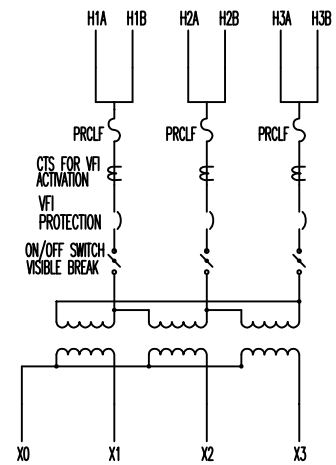 H1A H1B H2A H2B H3A H3B
PRCLF PRCLF PRCLF
CTS FOR VFI
ACTIVATION
VFI
PROTECTION
ON/OFF SWITCH
VISIBLE BREAK
X0 X1 X2 X3